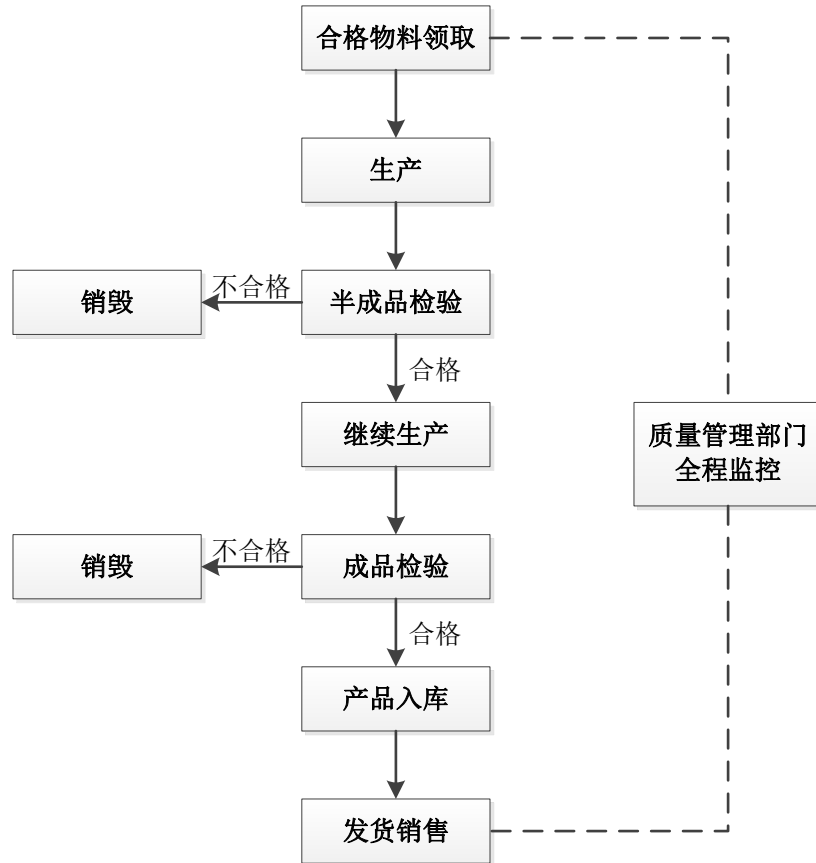 合格物料领取
生产
不合格
销毁
半成品检验
合格
继续生产
质量管理部门
全程监控
不合格
销毁
成品检验
合格
产品入库
发货销售